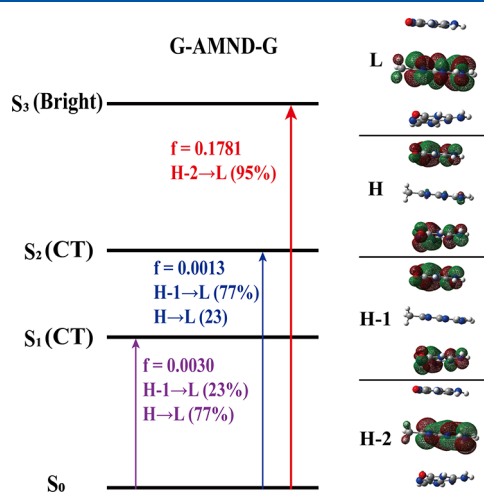 G-AMND-G
L
S₃ (Bright)
f = 0.1781
H-2→L (95%)
H
S₂ (CT)
f = 0.0013
H-1→L (77%)
H→L (23)
H-1
S₁ (CT)
f = 0.0030
H-1→L (23%)
H→L (77%)
H-2
S₀